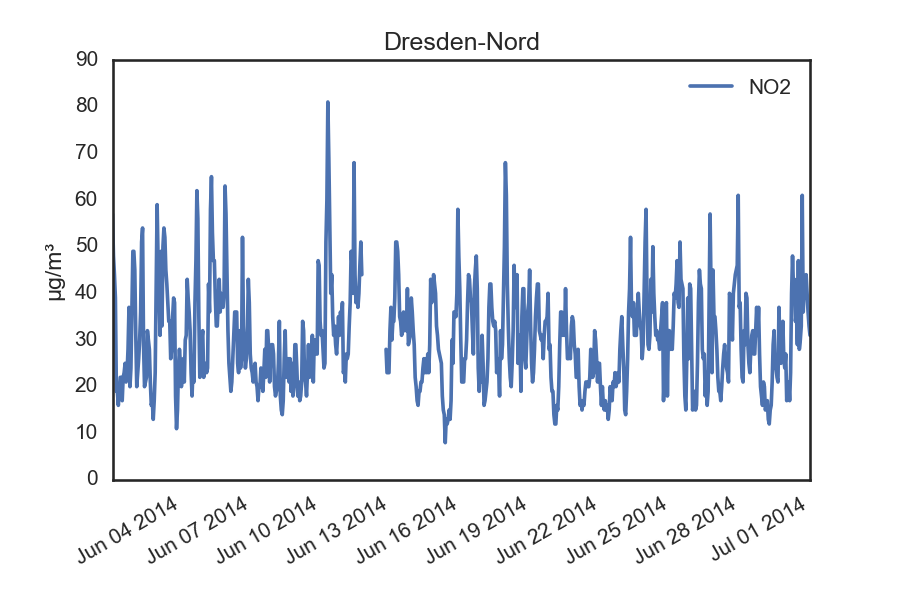 Dresden-Nord
90
80
70
60
50
40
30
20
10
0
µg/m³
NO2
Jun 04 2014
Jun 07 2014
Jun 10 2014
Jun 13 2014
Jun 16 2014
Jun 19 2014
Jun 22 2014
Jun 25 2014
Jun 28 2014
Jul 01 2014